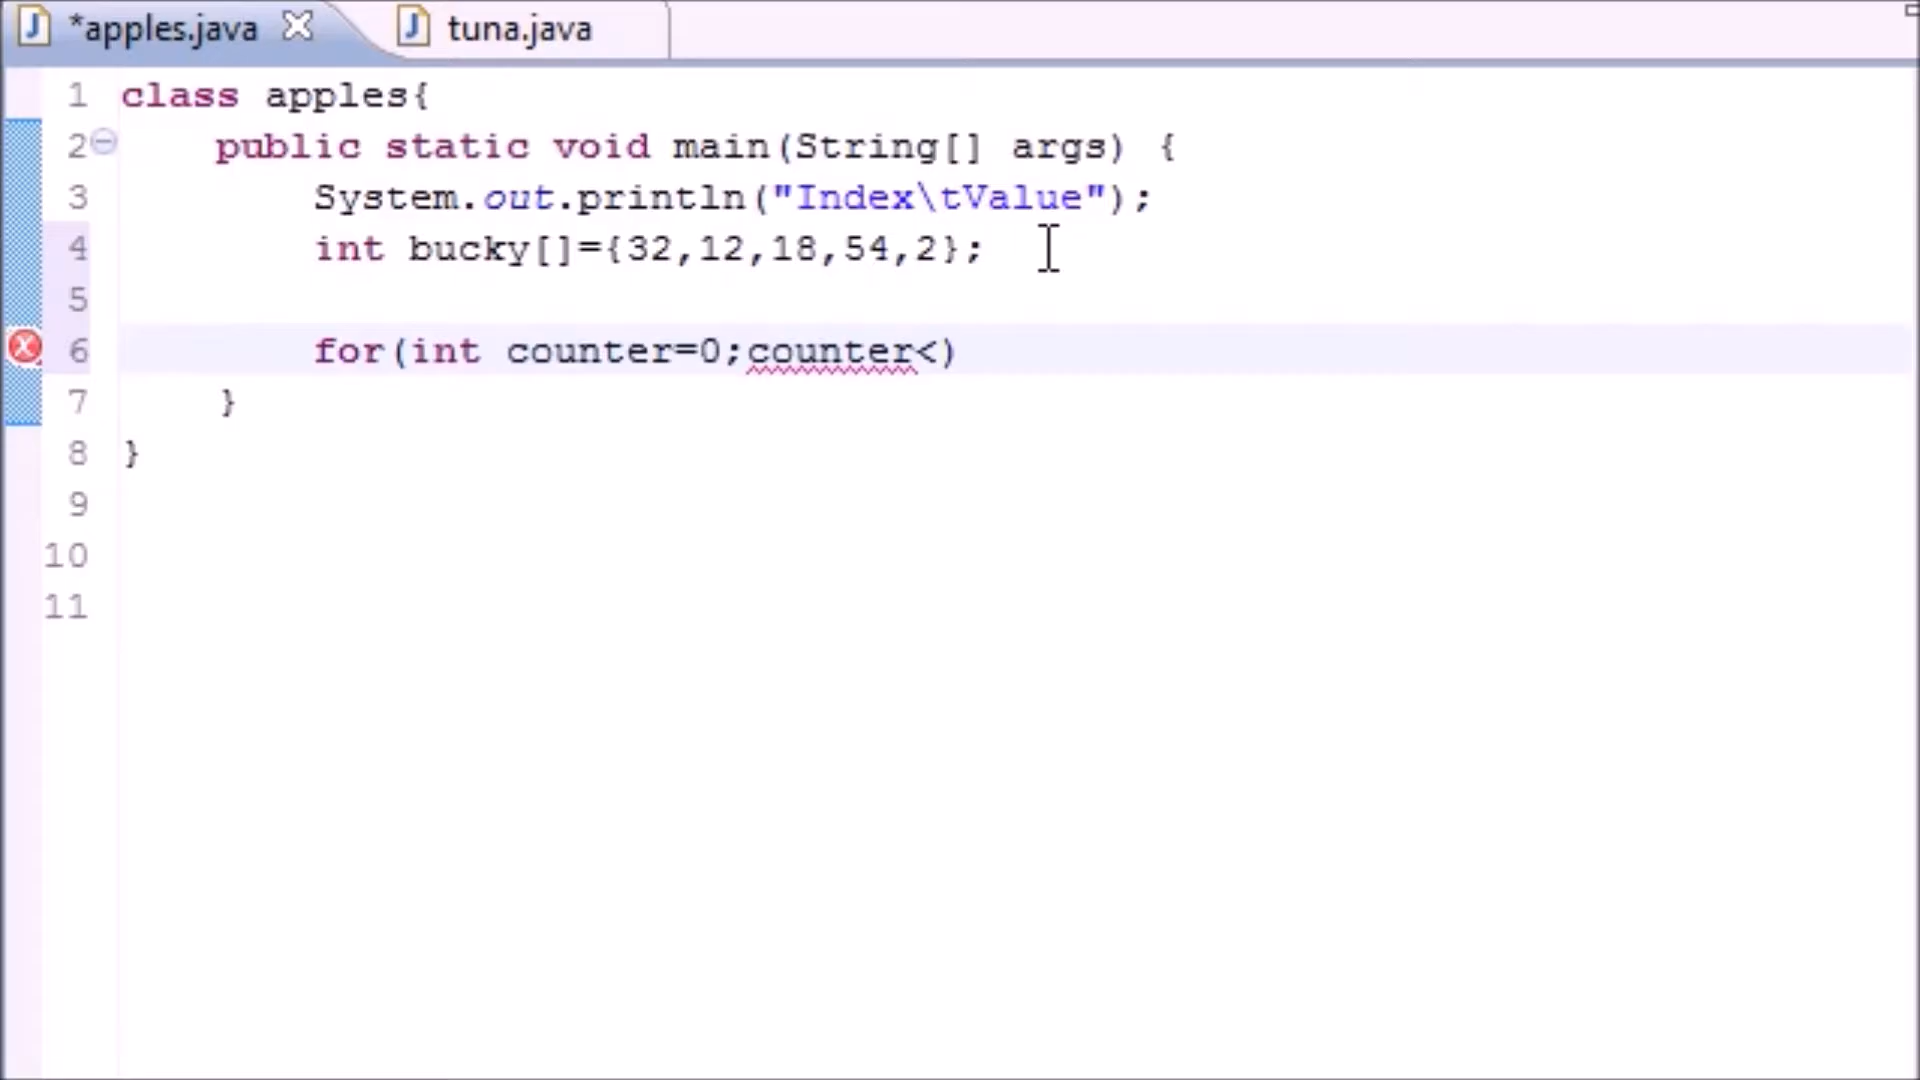 *apples.java tuna.java
1 class apples{
2 public static void main(String[] args) {
3 System.out.println("Index\tValue");
4 int bucky[]={32,12,18,54,2};
5
6 for(int counter=0;counter<)
7 }
8 }
9
10
11